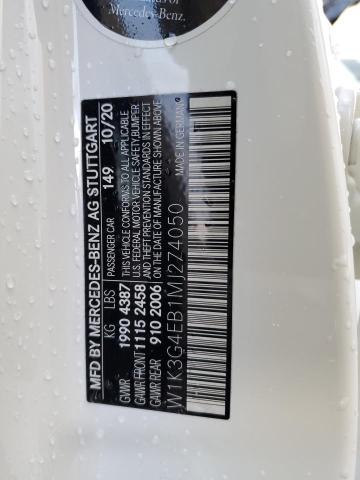 Mercedes-Benz.
MFD BY MERCEDES-BENZ AG STUTTGART
KG LBS PASSENGER CAR 149 10/20
GVWR 1990 4387 THIS VEHICLE CONFORMS TO ALL APPLICABLE
U.S. FEDERAL MOTOR VEHICLE SAFETY, BUMPER,
GAWR FRONT 1115 2458 AND THEFT PREVENTION STANDARDS IN EFFECT
GAWR REAR 910 2006 ON THE DATE OF MANUFACTURE SHOWN ABOVE
W1K3G4EB1MJ274050 MADE IN GERMANY